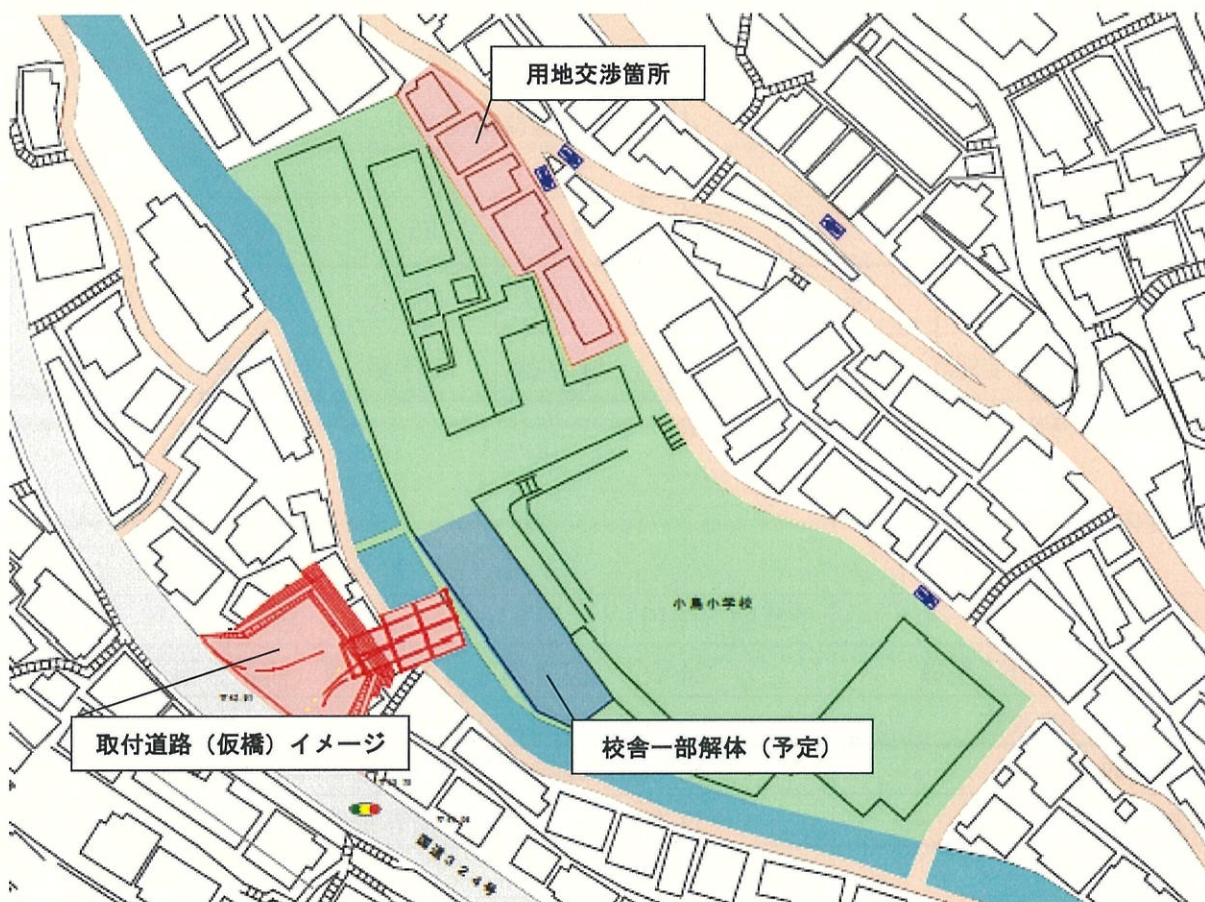 用地交渉箇所
小島小学校
取付道路（仮橋）イメージ
校舎一部解体（予定）
国道324号